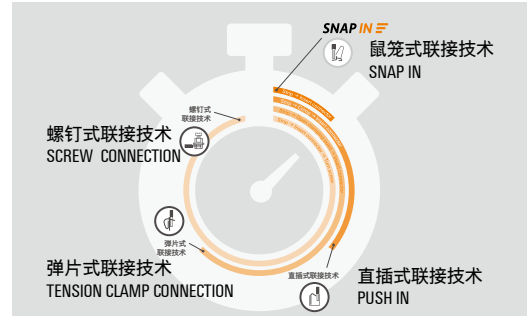 SNAP IN
鼠笼式联接技术
SNAP IN
螺钉式
联接技术
螺钉式联接技术
SCREW CONNECTION
弹片式
联接技术
弹片式联接技术
TENSION CLAMP CONNECTION
直插式联接技术
直插式联接技术
PUSH IN